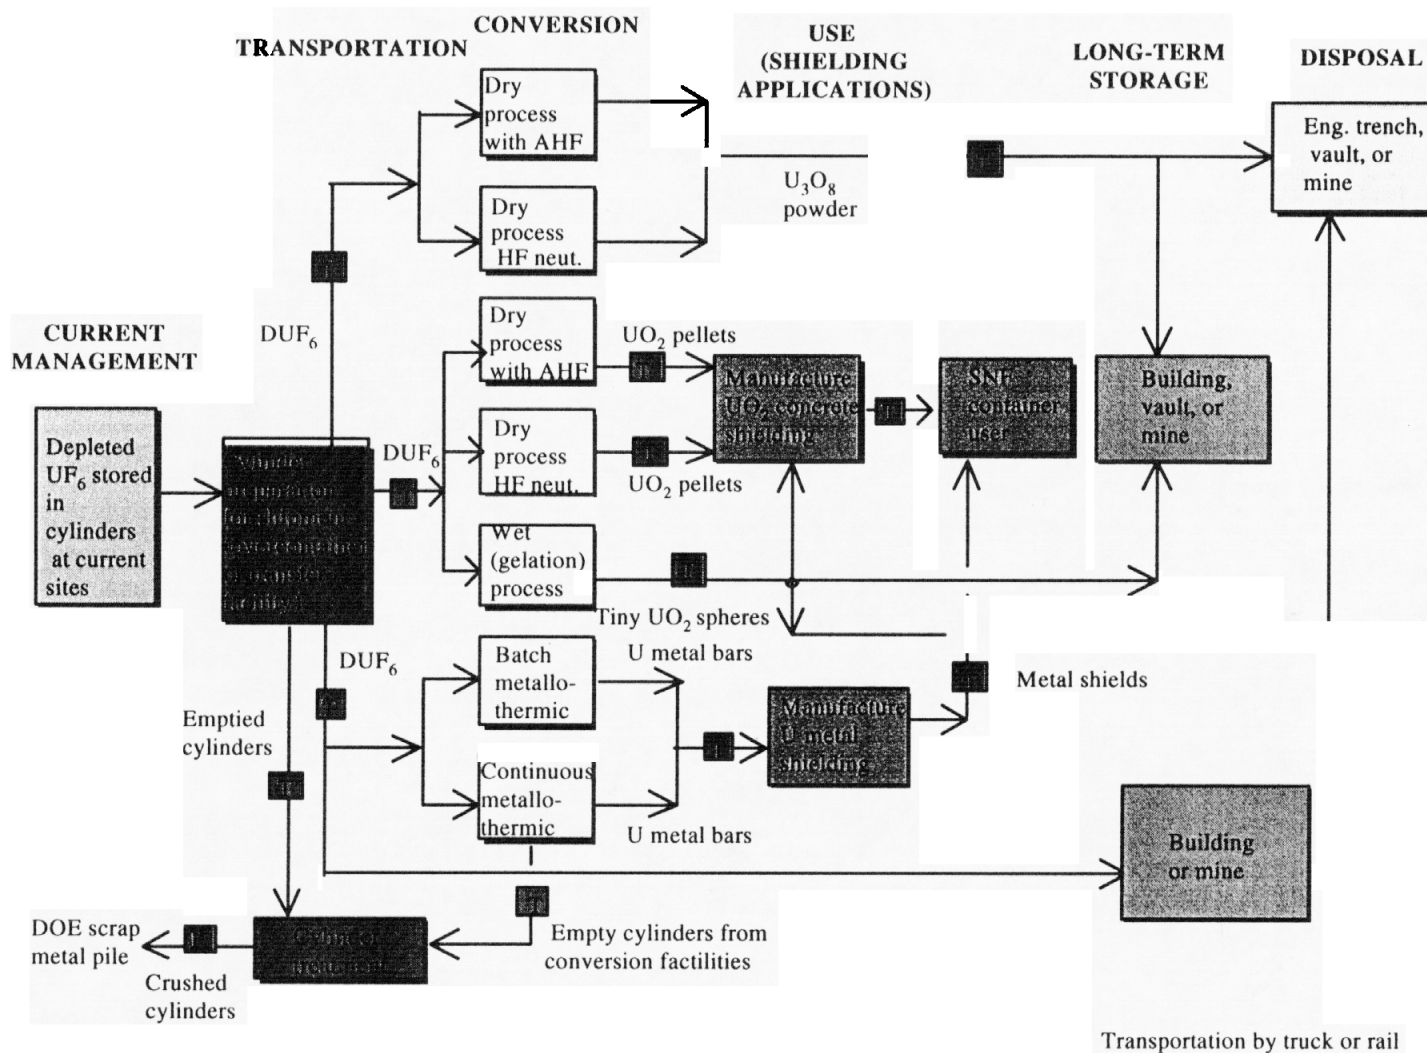 TRANSPORTATION
CONVERSION
USE
(SHIELDING
APPLICATIONS)
LONG-TERM
STORAGE
DISPOSAL
Dry
process
with AHF
Eng. trench,
vault, or
mine
U3O8
powder
Dry
process
HF neut.
DUF6
CURRENT
MANAGEMENT
Dry
process
with AHF
UO2 pellets
T
Manufacture
UO2 concrete
shielding
T
SNF
container
user
Building,
vault, or
mine
Depleted
UF6 stored
in
cylinders
at current
sites
DUF6
Dry
process
HF neut.
UO2 pellets
Wet
(gelation)
process
T
Tiny UO2 spheres
DUF6
Batch
metallo-
thermic
U metal bars
Metal shields
Emptied
cylinders
Manufacture
U metal
shielding
T
Continuous
metallo-
thermic
U metal bars
Building
or mine
T
DOE scrap
metal pile
Cylinder
Empty cylinders from
conversion factilities
Crushed
cylinders
Transportation by truck or rail